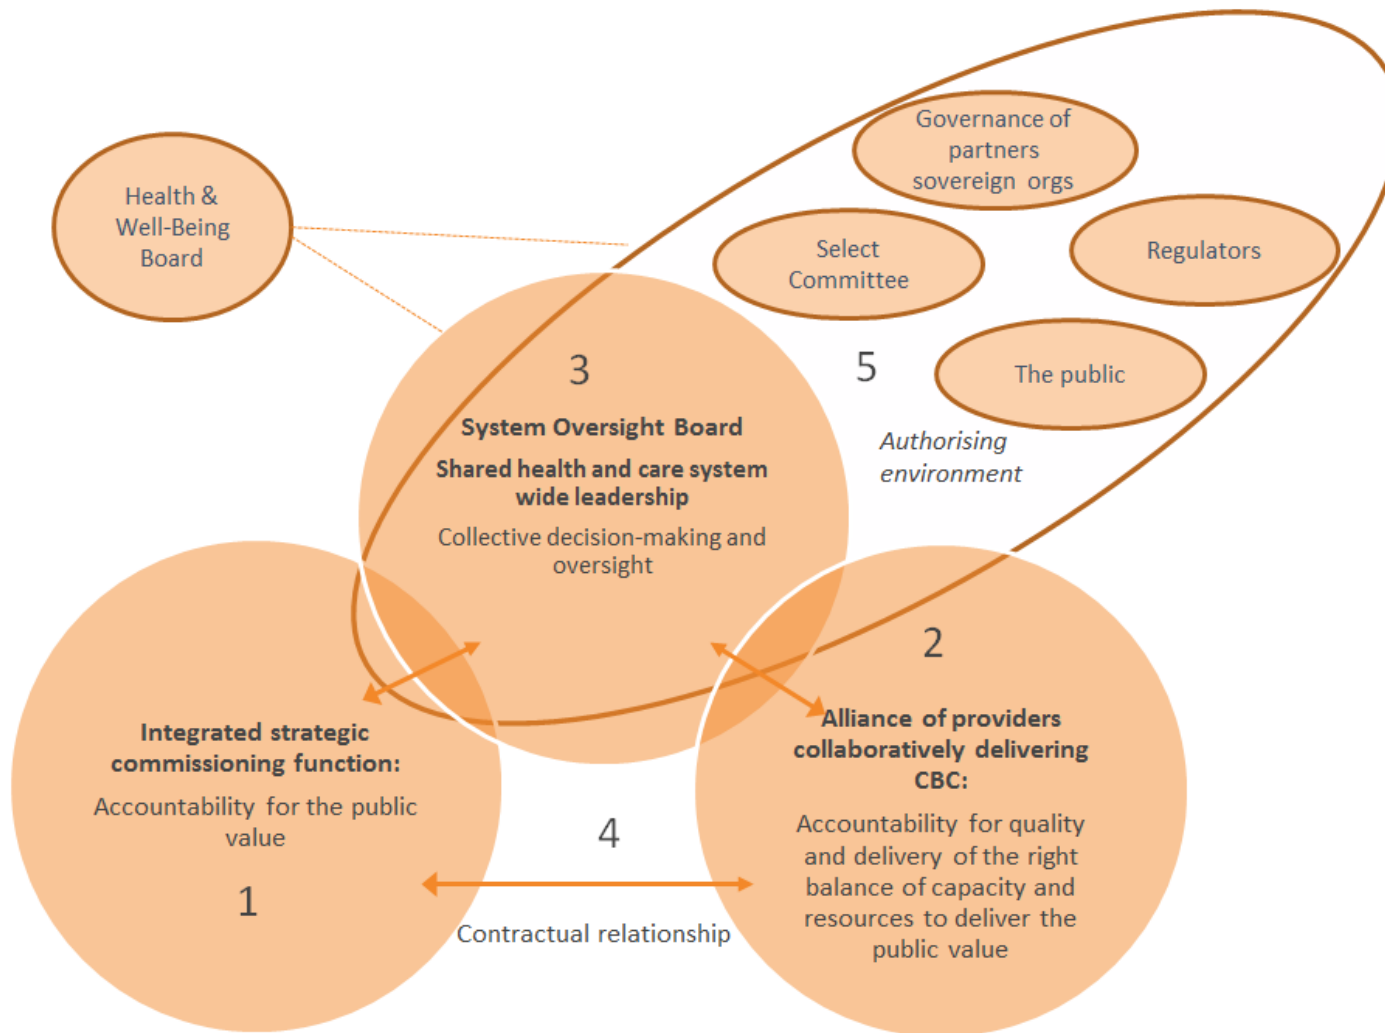 Governance of
partners
sovereign orgs
Health &
Well-Being
Board
Select
Committee
Regulators
3
5
The public
System Oversight Board
Shared health and care system
wide leadership
Collective decision-making and
oversight
Authorising
environment
2
Integrated strategic
commissioning function:
Accountability for the public
value
1
Alliance of providers
collaboratively delivering
CBC:
Accountability for quality
and delivery of the right
balance of capacity and
resources to deliver the
public value
4
Contractual relationship